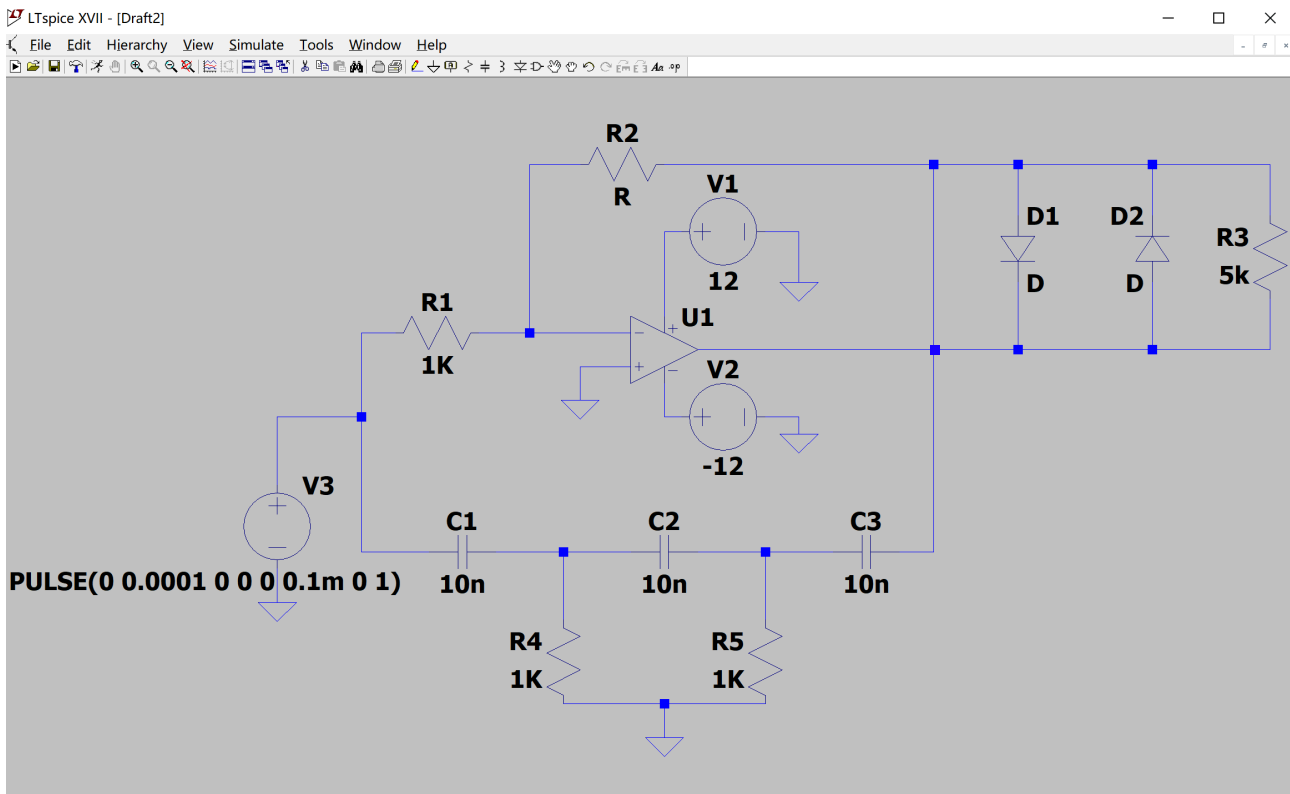 LTspice XVII - [Draft2]
File Edit Hierarchy View Simulate Tools Window Help
R2
R
V1
12
D1
D
D2
D
R3
5k
R1
1K
U1
V2
-12
V3
PULSE(0 0.0001 0 0 0 0.1m 0 1)
C1
10n
C2
10n
C3
10n
R4
1K
R5
1K